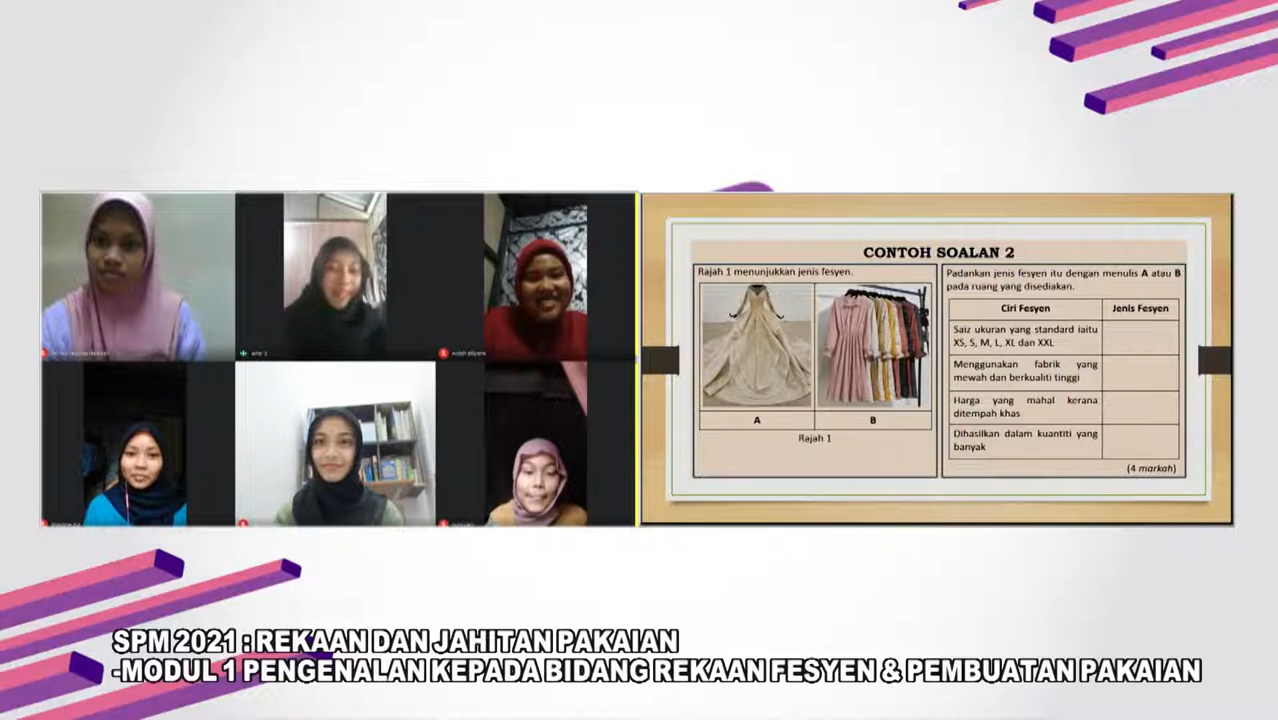 CONTOH SOALAN 2
Rajah 1 menunjukkan jenis fesyen.
A
B
Rajah 1
Padankan jenis fesyen itu dengan menulis A atau B
pada ruang yang disediakan.
Ciri Fesyen
Jenis Fesyen
Saiz ukuran yang standard iaitu
XS, S, M, L, XL dan XXL
Menggunakan fabrik yang
mewah dan berkualiti tinggi
Harga yang mahal kerana
ditempah khas
Dihasilkan dalam kuantiti yang
banyak
(4 markah)
SPM 2021 : REKAAN DAN JAHITAN PAKAIAN
-MODUL 1 PENGENALAN KEPADA BIDANG REKAAN FESYEN & PEMBUATAN PAKAIAN